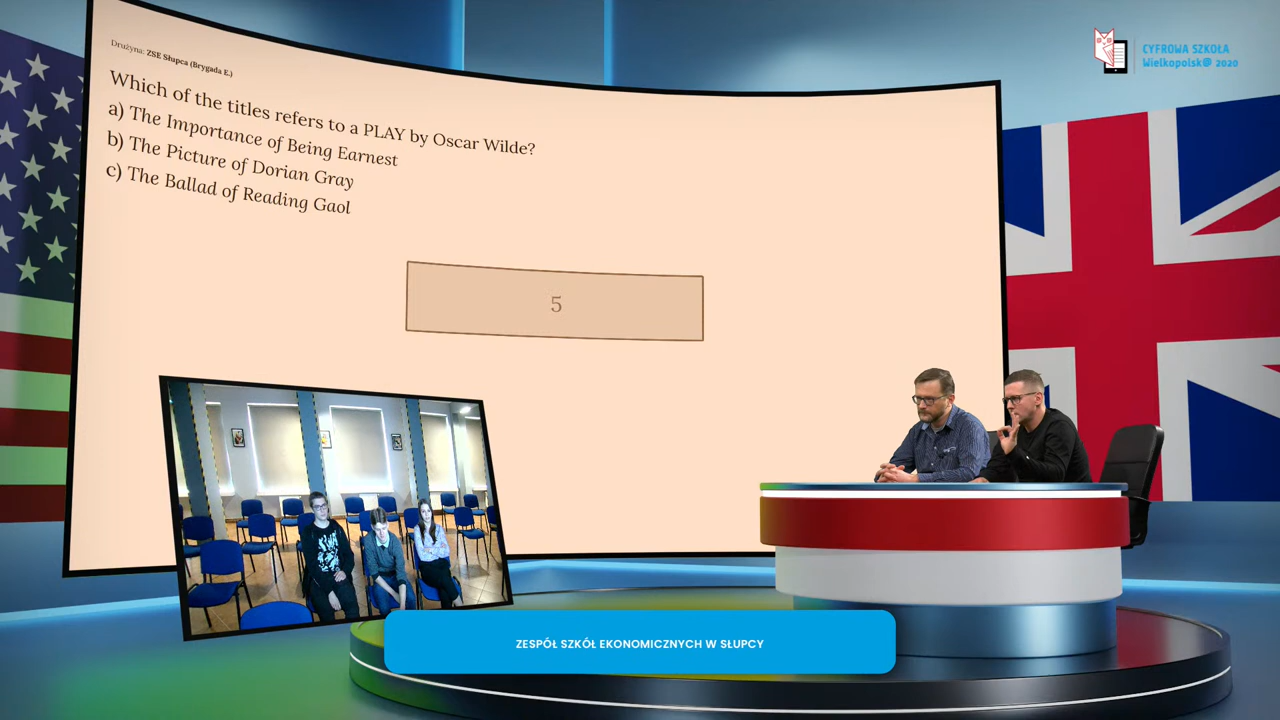 Drużyna: ZSE Słupca (Brygada E.)
Which of the titles refers to a PLAY by Oscar Wilde?
a) The Importance of Being Earnest
b) The Picture of Dorian Gray
c) The Ballad of Reading Gaol
5
CYFROWA SZKOŁA
Wielkopolsk@ 2020
ZESPÓŁ SZKÓŁ EKONOMICZNYCH W SŁUPCY